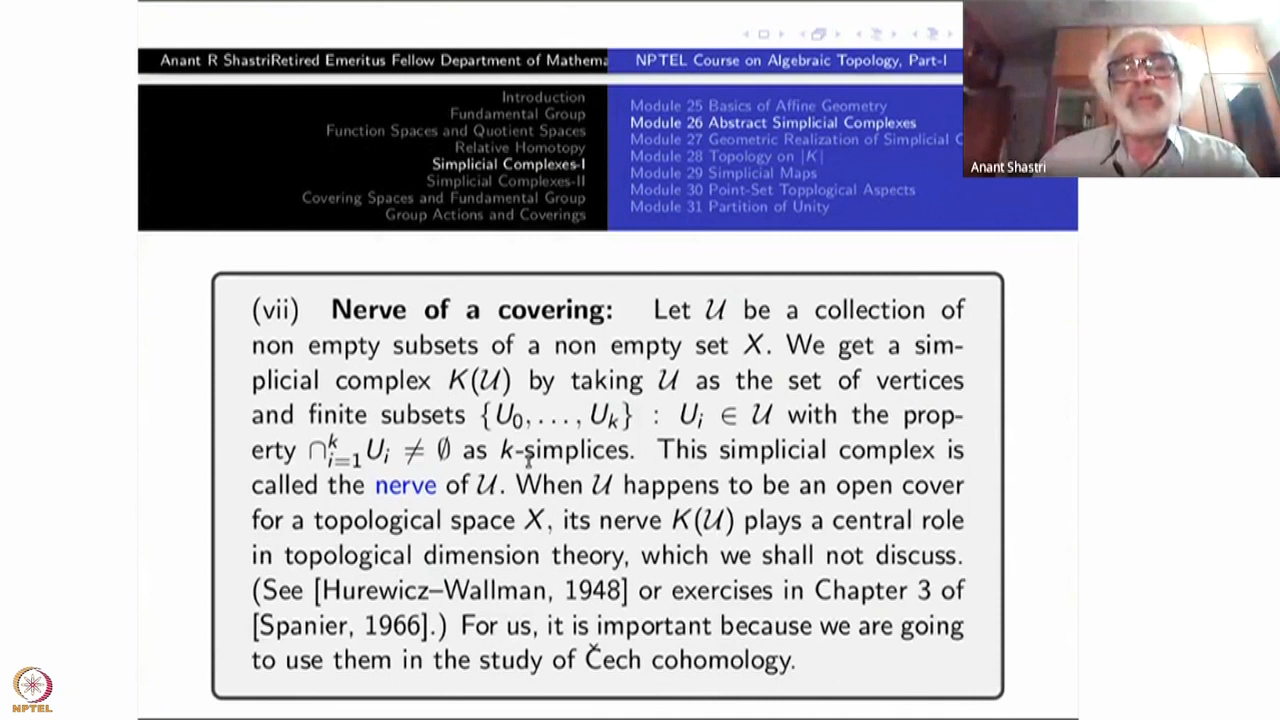 Anant R ShastriRetired Emeritus Fellow Department of Mathema
NPTEL Course on Algebraic Topology, Part-I
Introduction
Fundamental Group
Function Spaces and Quotient Spaces
Relative Homotopy
Simplicial Complexes-I
Simplicial Complexes-II
Covering Spaces and Fundamental Group
Group Actions and Coverings
Module 25 Basics of Affine Geometry
Module 26 Abstract Simplicial Complexes
Module 27 Geometric Realization of Simplicial C
Module 28 Topology on |K|
Module 29 Simplicial Maps
Module 30 Point-Set Topplogical Aspects
Module 31 Partition of Unity
Anant Shastri
(vii) Nerve of a covering: Let 𝒰 be a collection of
non empty subsets of a non empty set X. We get a sim-
plicial complex K(𝒰) by taking 𝒰 as the set of vertices
and finite subsets {U₀, . . . , Uₖ} : Uᵢ ∈ 𝒰 with the prop-
erty ∩ᵏᵢ₌₁Uᵢ ≠ ∅ as k-simplices. This simplicial complex is
called the nerve of 𝒰. When 𝒰 happens to be an open cover
for a topological space X, its nerve K(𝒰) plays a central role
in topological dimension theory, which we shall not discuss.
(See [Hurewicz–Wallman, 1948] or exercises in Chapter 3 of
[Spanier, 1966].) For us, it is important because we are going
to use them in the study of Čech cohomology.
NPTEL